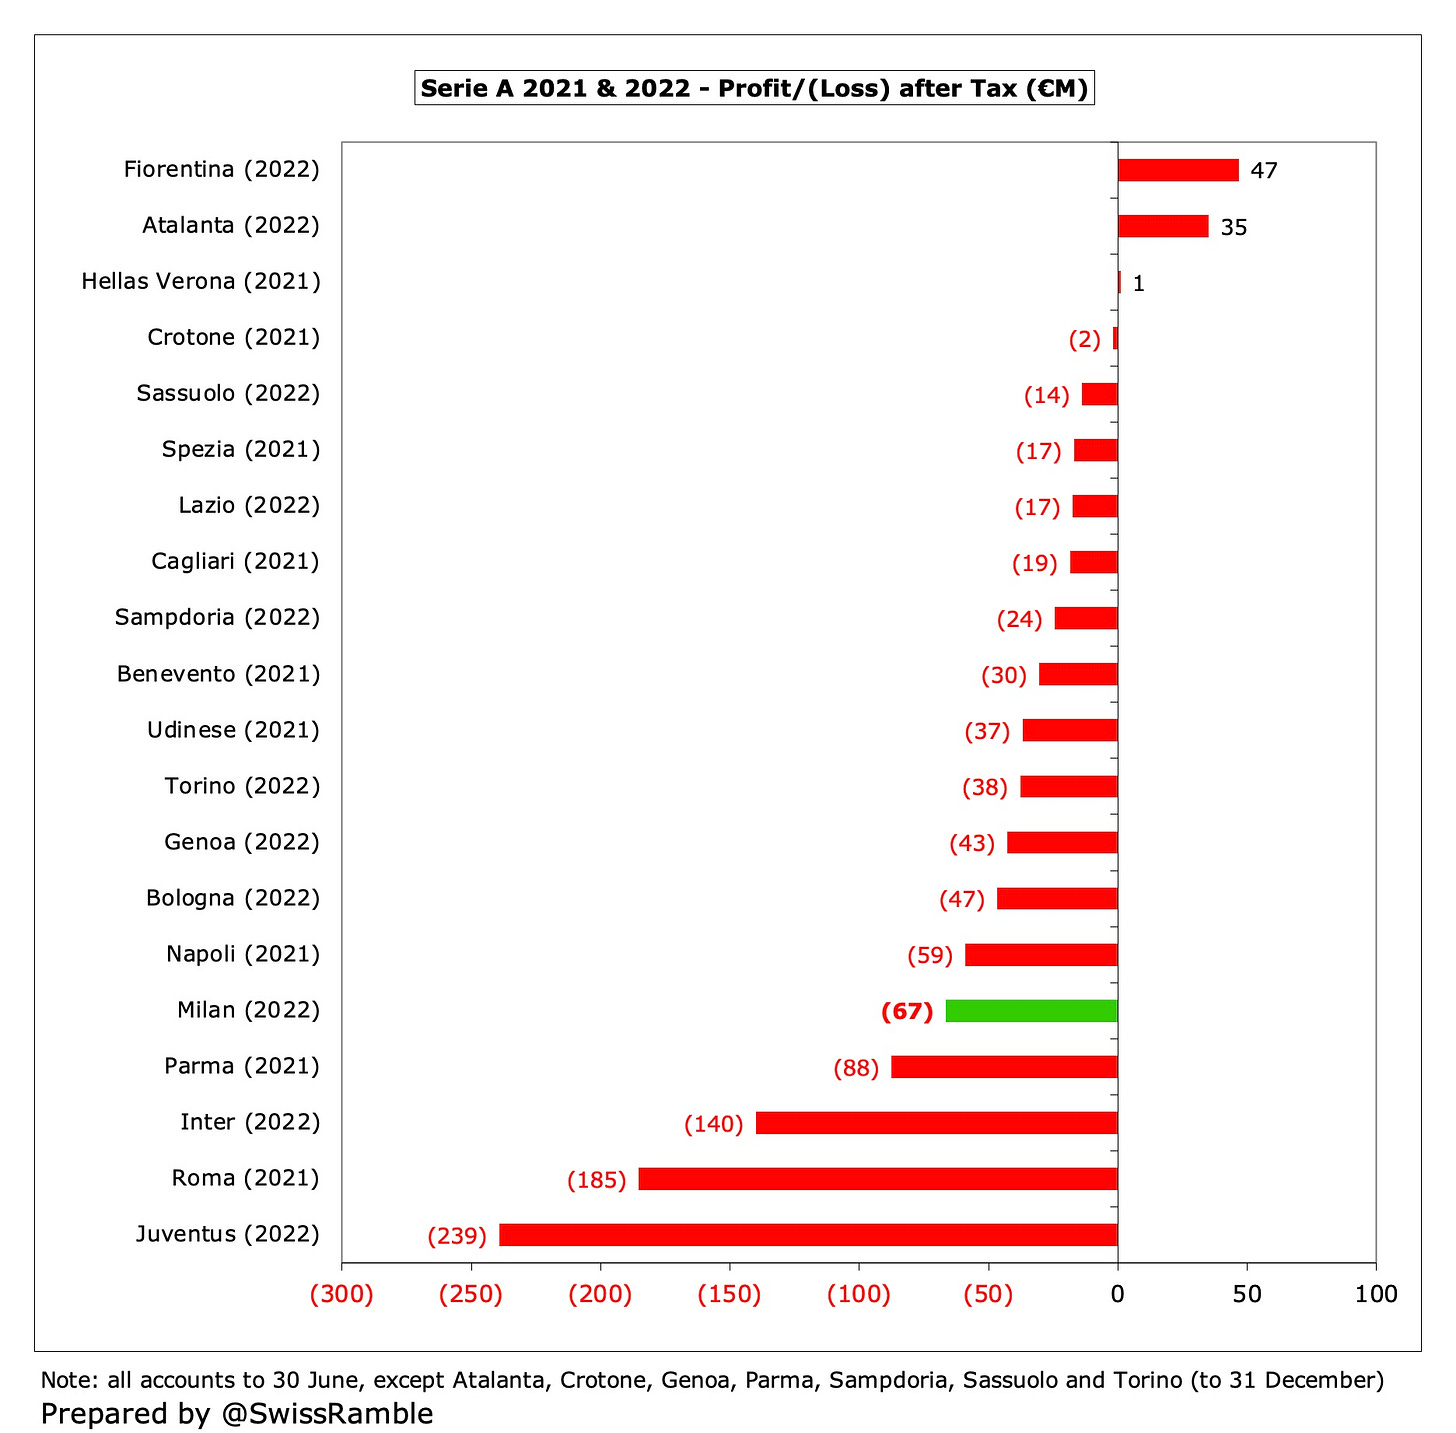 Serie A 2021 & 2022 - Profit/(Loss) after Tax (€M)
Fiorentina (2022) 47
Atalanta (2022) 35
Hellas Verona (2021) 1
Crotone (2021) (2)
Sassuolo (2022) (14)
Spezia (2021) (17)
Lazio (2022) (17)
Cagliari (2021) (19)
Sampdoria (2022) (24)
Benevento (2021) (30)
Udinese (2021) (37)
Torino (2022) (38)
Genoa (2022) (43)
Bologna (2022) (47)
Napoli (2021) (59)
Milan (2022) (67)
Parma (2021) (88)
Inter (2022) (140)
Roma (2021) (185)
Juventus (2022) (239)
(300) (250) (200) (150) (100) (50) 0 50 100
Note: all accounts to 30 June, except Atalanta, Crotone, Genoa, Parma, Sampdoria, Sassuolo and Torino (to 31 December)
Prepared by @SwissRamble